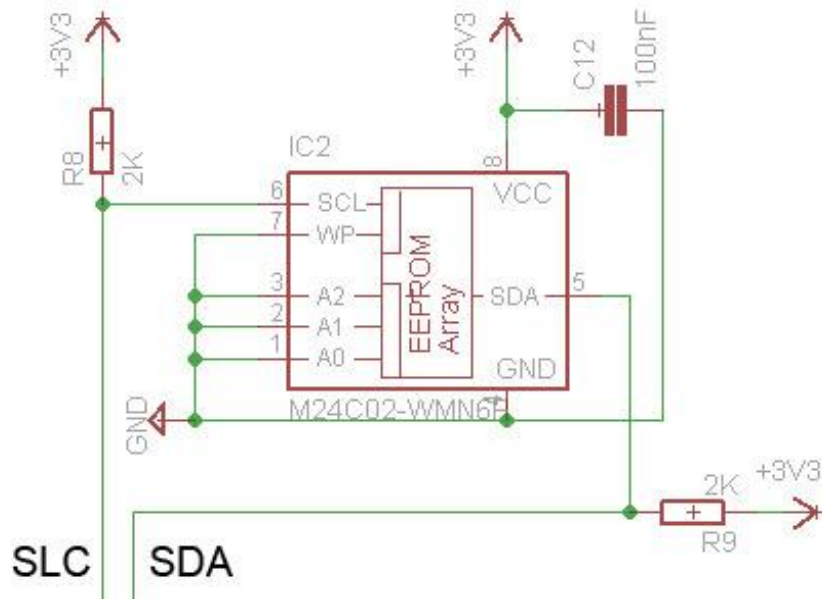 +3V3
R8
2K
+3V3
C12
100nF
IC2
8
VCC
6
SCL
7
WP
3
A2
2
A1
1
A0
EEPROM
Array
SDA
5
GND
4
GND
M24C02-WMN6P
+3V3
2K
R9
SLC
SDA